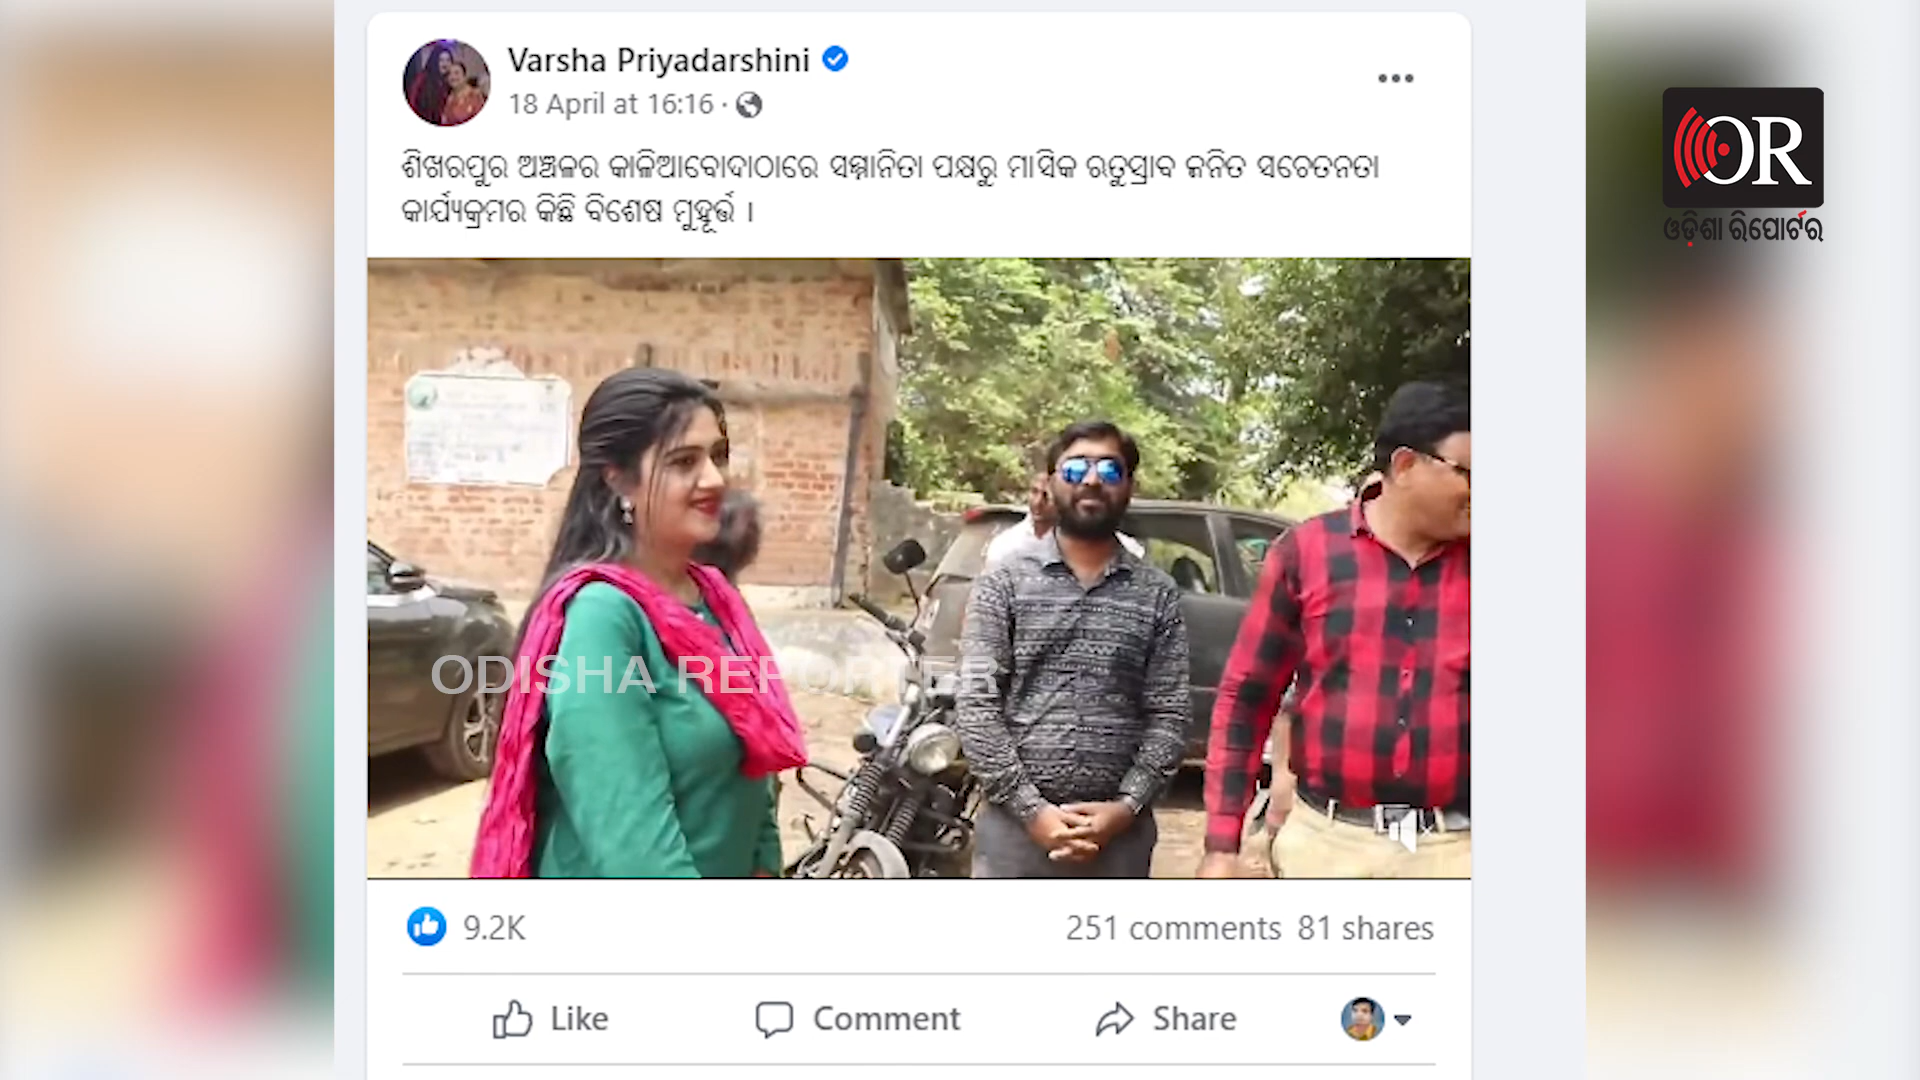 Varsha Priyadarshini
18 April at 16:16 ·
ଶିଖରପୁର ଅଞ୍ଚଳର କାଳିଆବୋଦାଠାରେ ସମ୍ମାନିତା ପକ୍ଷରୁ ମାସିକ ଋତୁସ୍ରାବ ଜନିତ ସଚେତନତା
କାର୍ଯ୍ୟକ୍ରମର କିଛି ବିଶେଷ ମୁହୂର୍ତ୍ତ ।
OR
ଓଡ଼ିଶା ରିପୋର୍ଟର
ODISHA REPORTER
9.2K
251 comments 81 shares
Like
Comment
Share